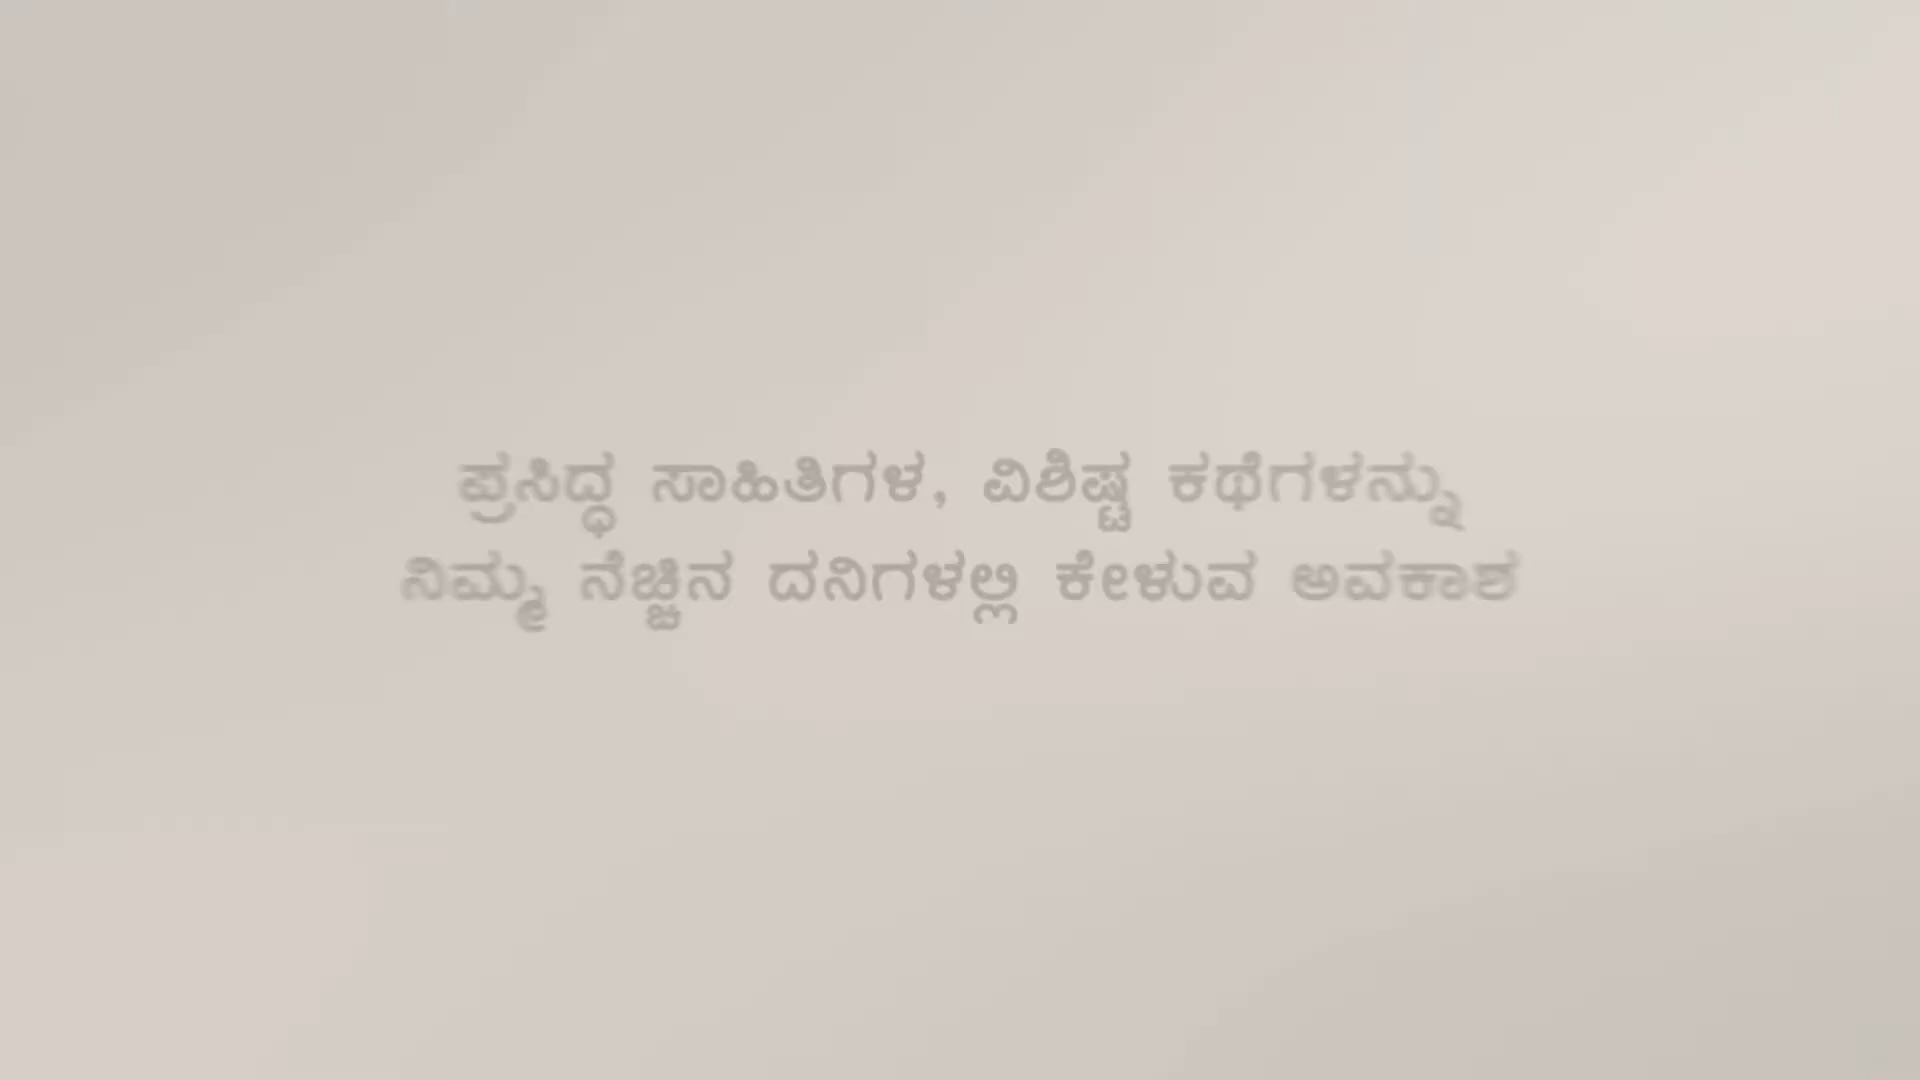 ಪ್ರಸಿದ್ಧ ಸಾಹಿತಿಗಳ, ವಿಶಿಷ್ಟ ಕಥೆಗಳನ್ನು
ನಿಮ್ಮ ನೆಚ್ಚಿನ ದನಿಗಳಲ್ಲಿ ಕೇಳುವ ಅವಕಾಶ